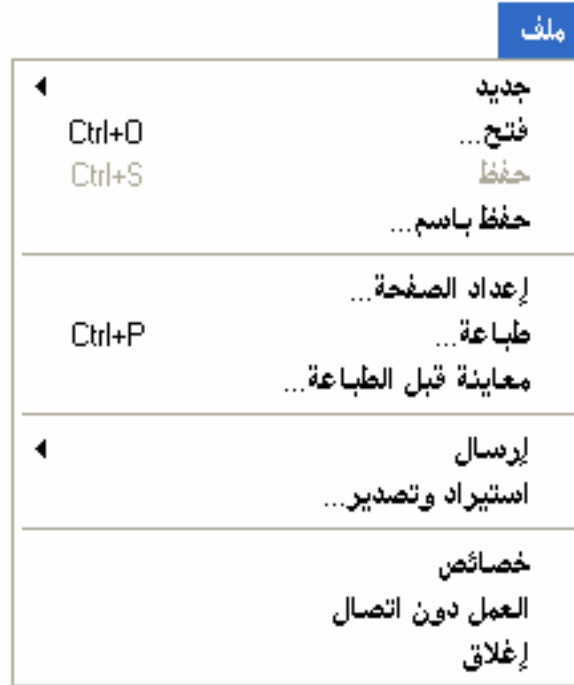 ملف
جديد
فتح... Ctrl+O
حفظ Ctrl+S
حفظ باسم...
إعداد الصفحة...
طباعة... Ctrl+P
معاينة قبل الطباعة...
إرسال
استيراد وتصدير...
خصائص
العمل دون اتصال
إغلاق